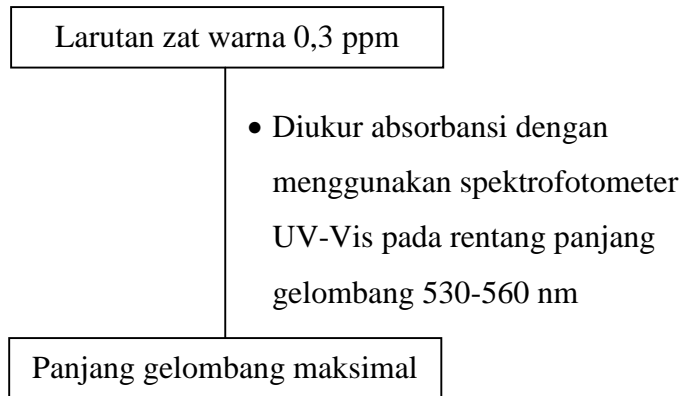 Larutan zat warna 0,3 ppm
• Diukur absorbansi dengan
menggunakan spektrofotometer
UV-Vis pada rentang panjang
gelombang 530-560 nm
Panjang gelombang maksimal